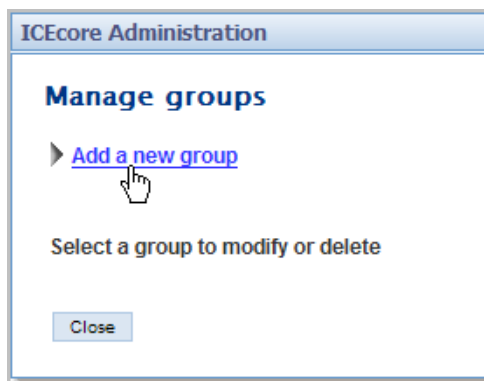 ICEcore Administration
Manage groups
Add a new group
Select a group to modify or delete
Close